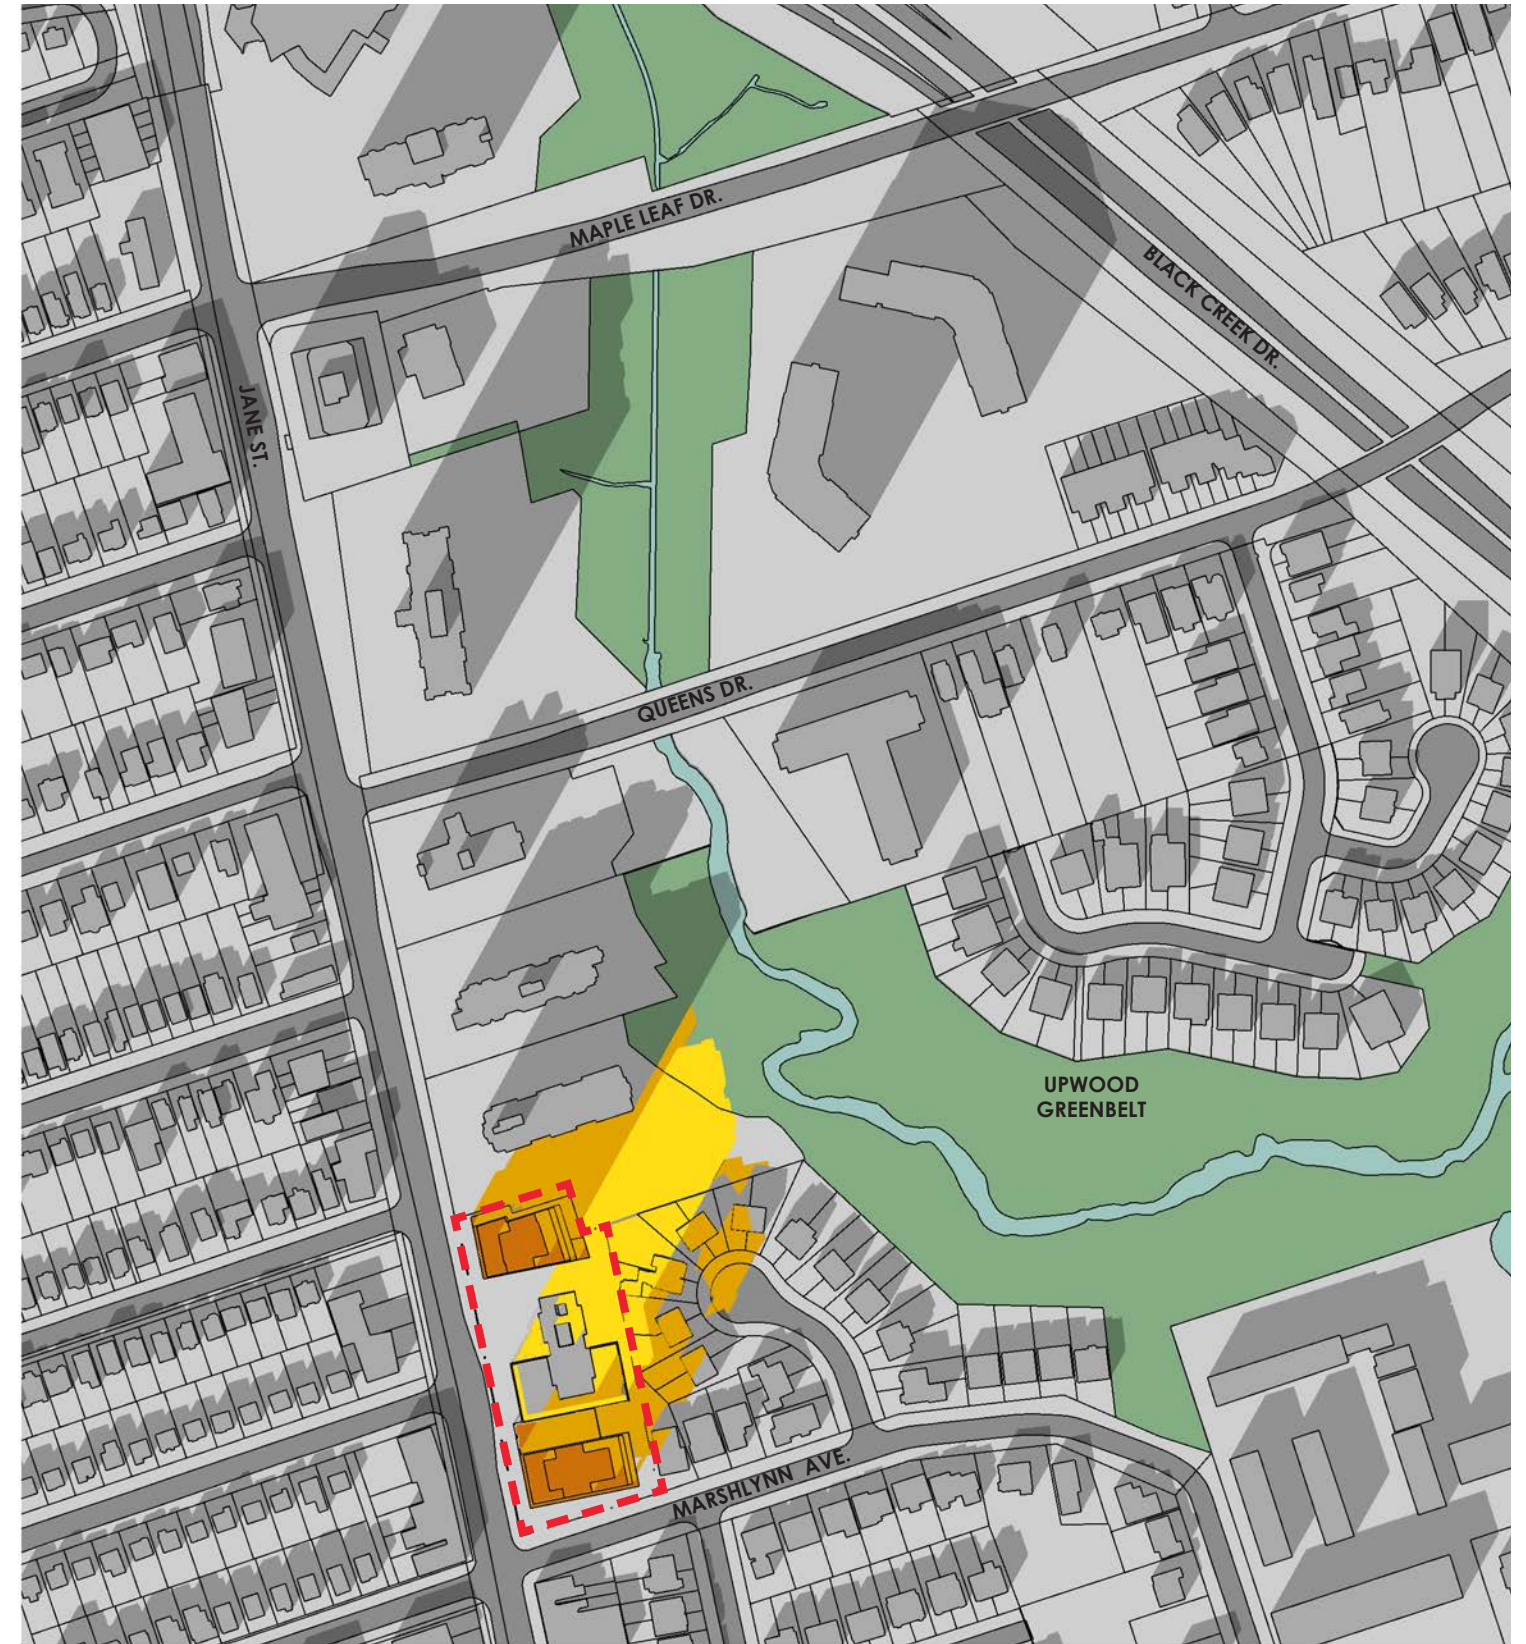 MAPLE LEAF DR.
BLACK CREEK DR.
JANE ST.
QUEENS DR.
UPWOOD
GREENBELT
MARSHLYNN AVE.